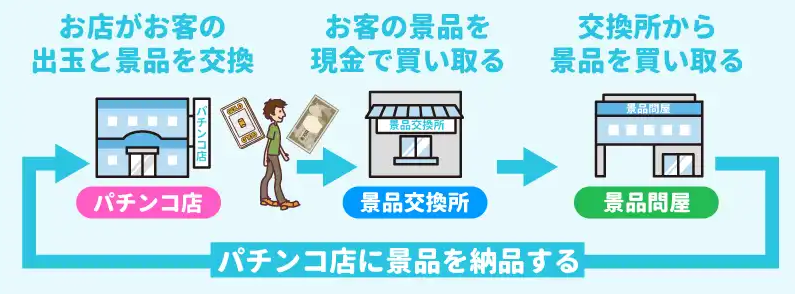 お店がお客の
出玉と景品を交換
お客の景品を
現金で買い取る
交換所から
景品を買い取る
パチンコ店
景品交換所
景品問屋
パチンコ店
景品交換所
景品問屋
パチンコ店に景品を納品する